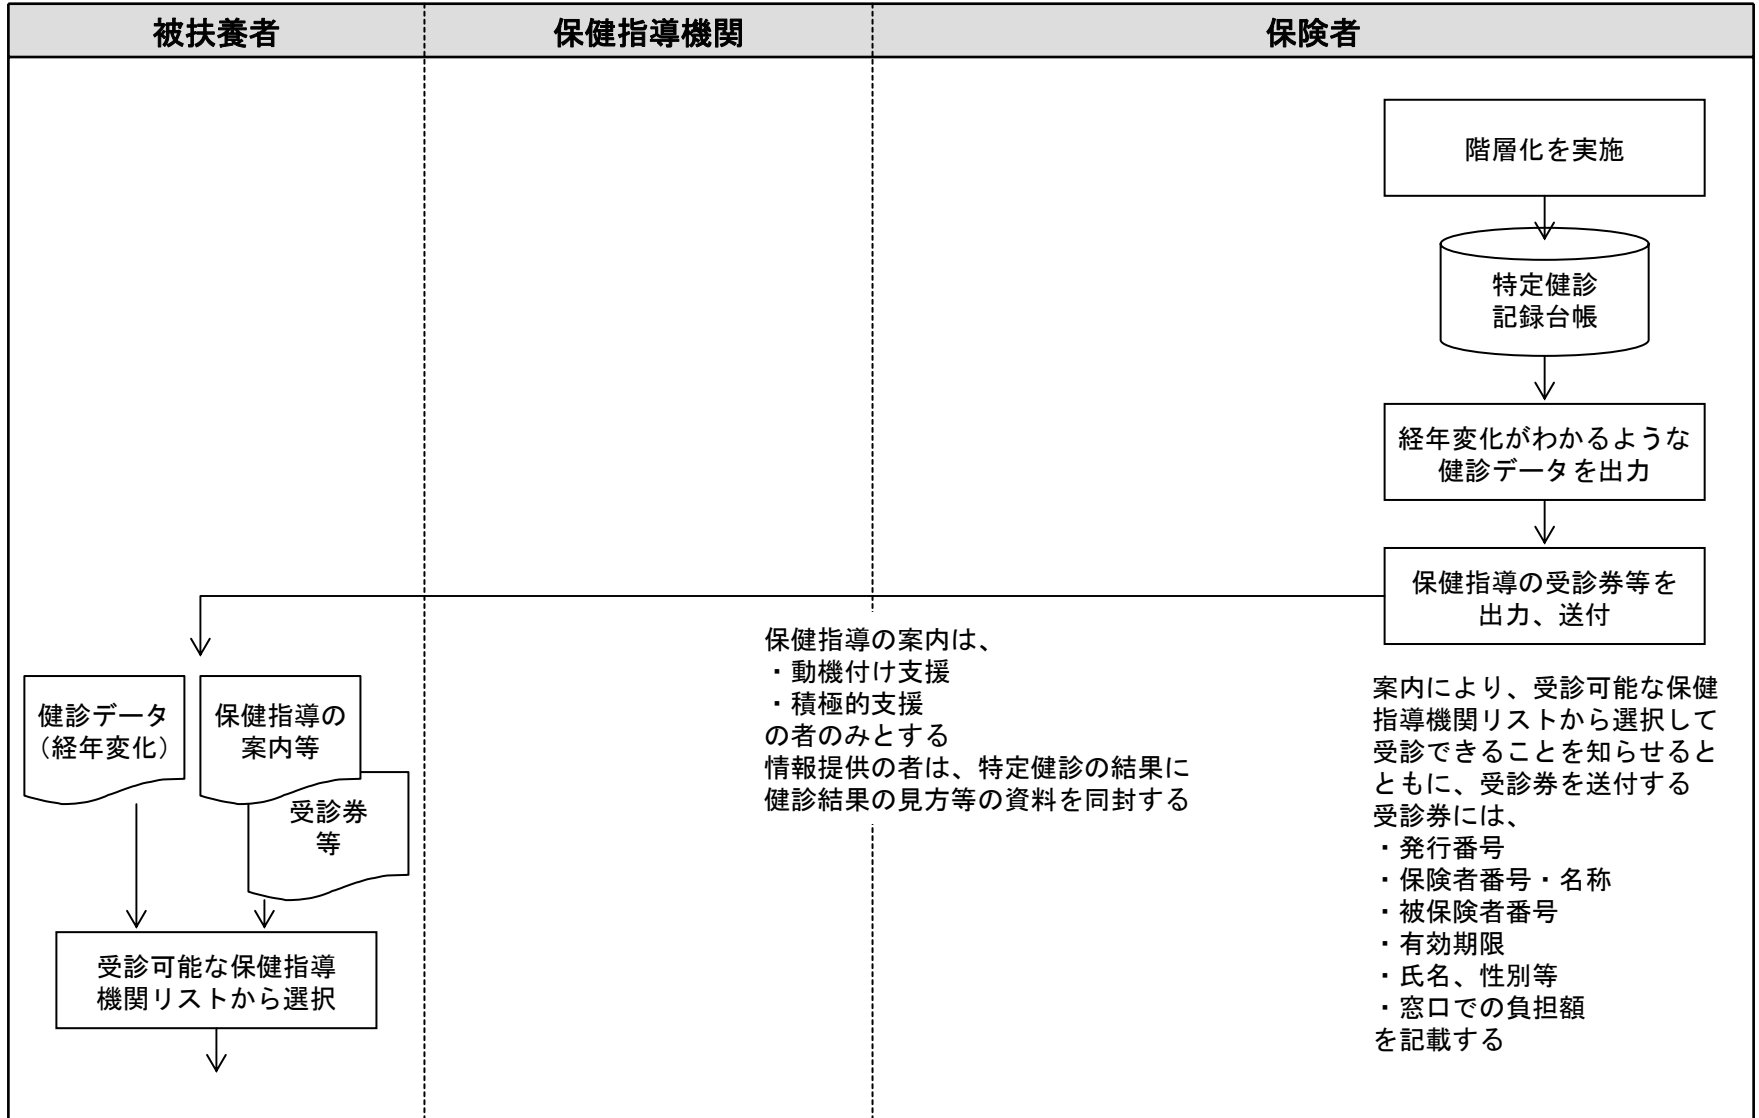 被扶養者
保健指導機関
保険者
階層化を実施
特定健診
記録台帳
経年変化がわかるような
健診データを出力
保健指導の受診券等を
出力、送付
保健指導の案内は、
・動機付け支援
・積極的支援
の者のみとする
情報提供の者は、特定健診の結果に
健診結果の見方等の資料を同封する
案内により、受診可能な保健
指導機関リストから選択して
受診できることを知らせると
ともに、受診券を送付する
受診券には、
・発行番号
・保険者番号・名称
・被保険者番号
・有効期限
・氏名、性別等
・窓口での負担額
を記載する
健診データ
（経年変化）
保健指導の
案内等
受診券
等
受診可能な保健指導
機関リストから選択